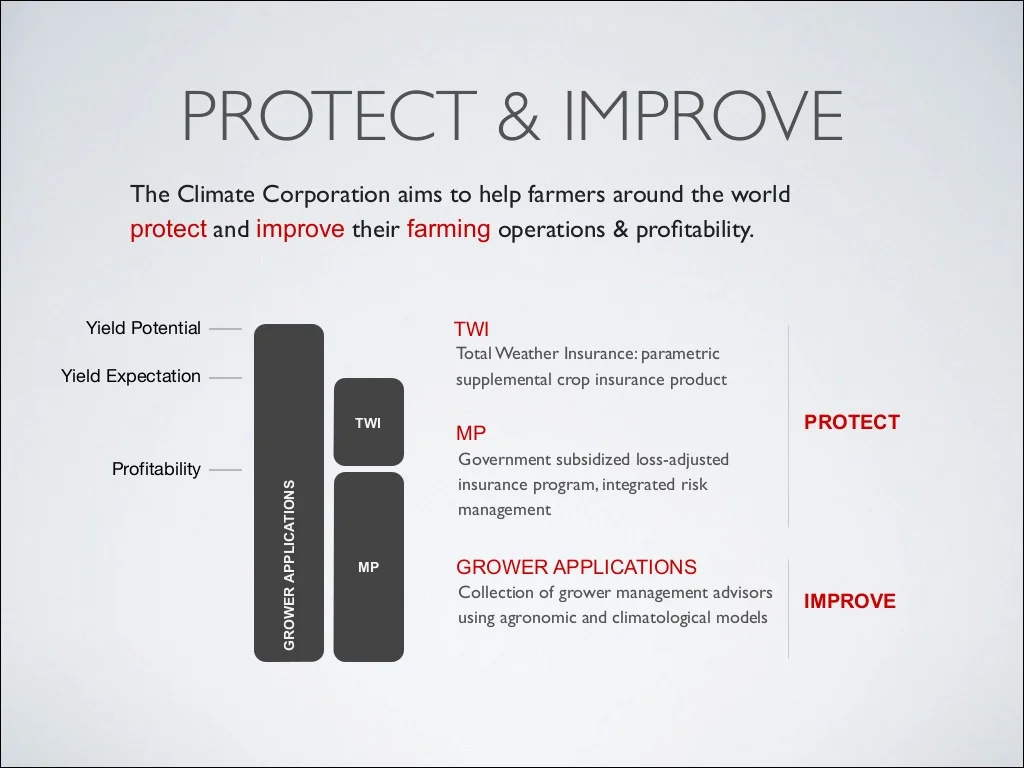 PROTECT & IMPROVE
The Climate Corporation aims to help farmers around the world
protect and improve their farming operations & profitability.
Yield Potential
Yield Expectation
Profitability
GROWER APPLICATIONS
TWI
MP
TWI
Total Weather Insurance: parametric
supplemental crop insurance product
MP
Government subsidized loss-adjusted
insurance program, integrated risk
management
GROWER APPLICATIONS
Collection of grower management advisors
using agronomic and climatological models
PROTECT
IMPROVE